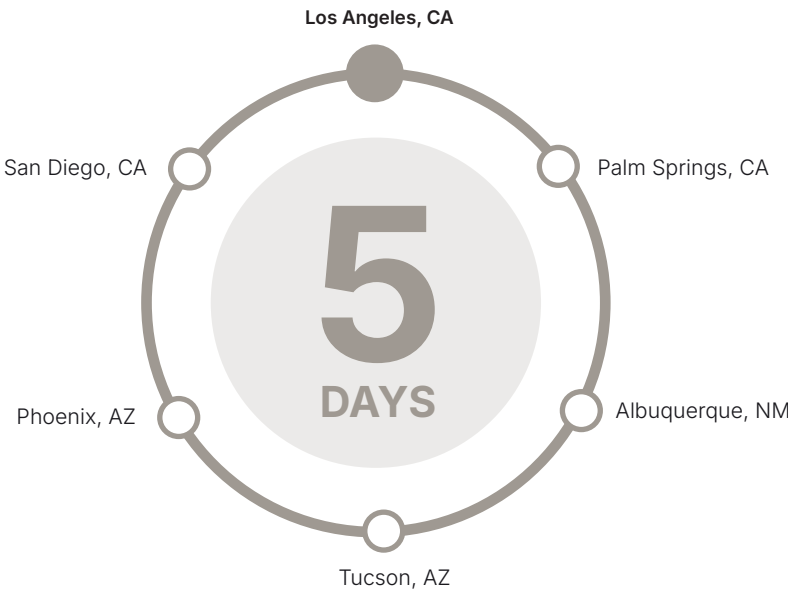 Los Angeles, CA
San Diego, CA
Palm Springs, CA
5
DAYS
Phoenix, AZ
Albuquerque, NM
Tucson, AZ